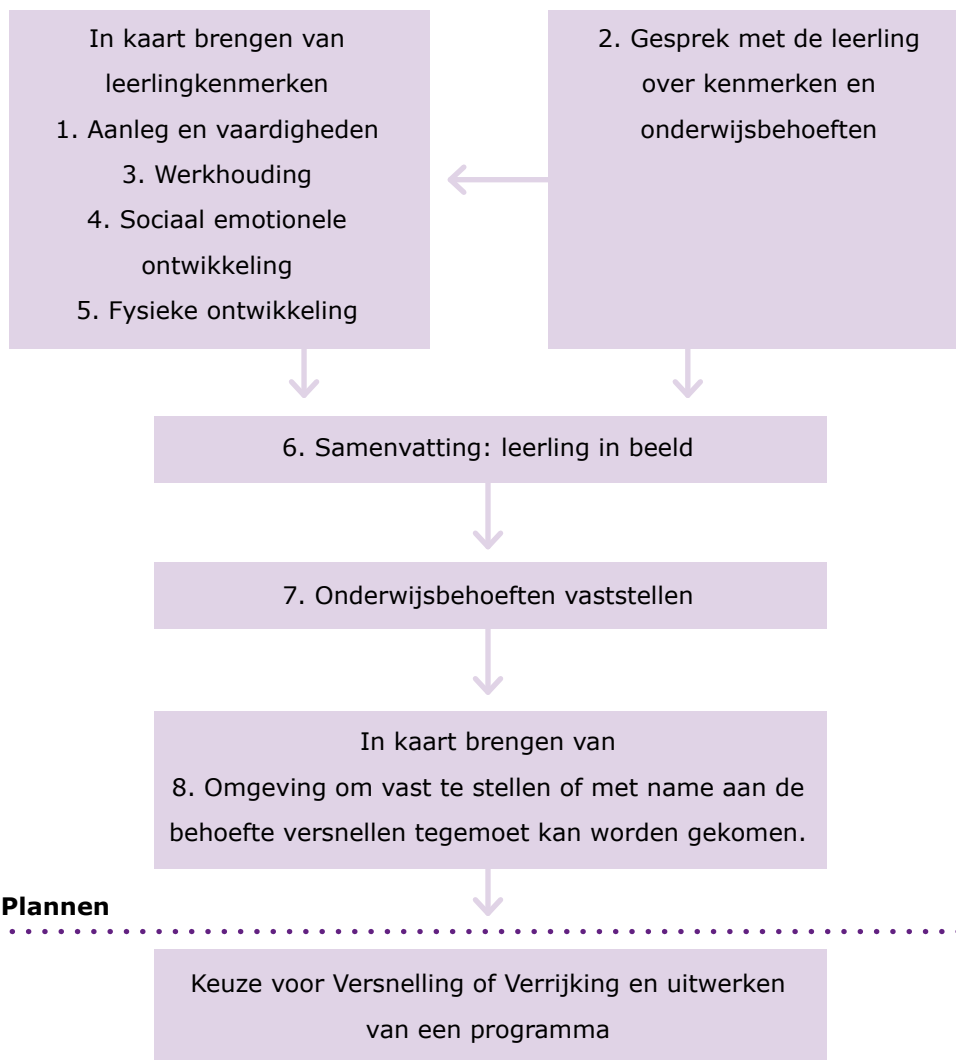 In kaart brengen van
leerlingkenmerken
1. Aanleg en vaardigheden
3. Werkhouding
4. Sociaal emotionele
ontwikkeling
5. Fysieke ontwikkeling
2. Gesprek met de leerling
over kenmerken en
onderwijsbehoeften
6. Samenvatting: leerling in beeld
7. Onderwijsbehoeften vaststellen
In kaart brengen van
8. Omgeving om vast te stellen of met name aan de
behoefte versnellen tegemoet kan worden gekomen.
Plannen
Keuze voor Versnelling of Verrijking en uitwerken
van een programma